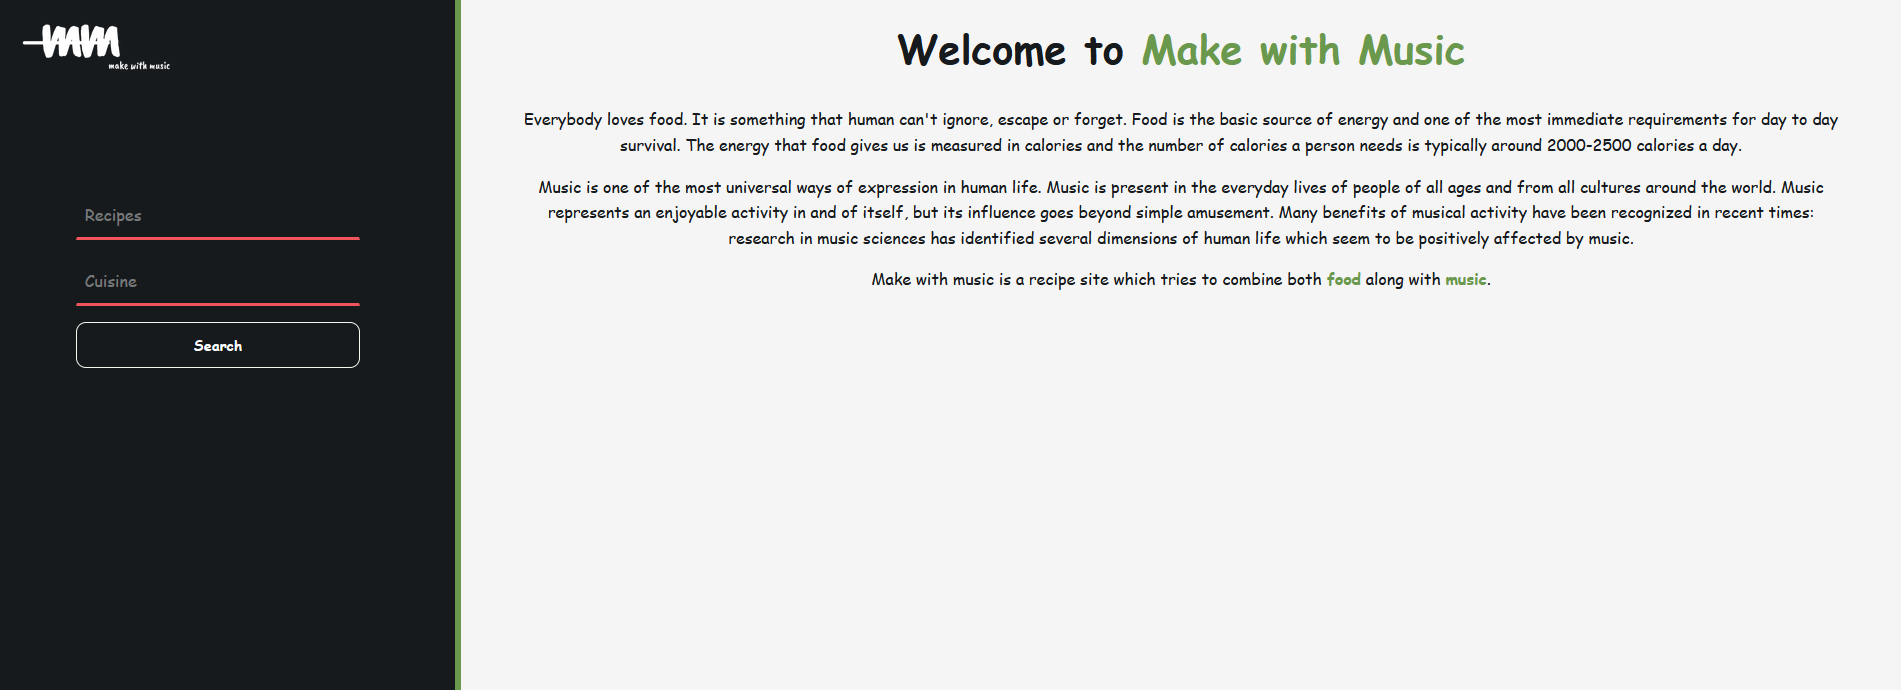 mm
make with music
Recipes
Cuisine
Search
Welcome to Make with Music
Everybody loves food. It is something that human can't ignore, escape or forget. Food is the basic source of energy and one of the most immediate requirements for day to day
survival. The energy that food gives us is measured in calories and the number of calories a person needs is typically around 2000-2500 calories a day.
Music is one of the most universal ways of expression in human life. Music is present in the everyday lives of people of all ages and from all cultures around the world. Music
represents an enjoyable activity in and of itself, but its influence goes beyond simple amusement. Many benefits of musical activity have been recognized in recent times:
research in music sciences has identified several dimensions of human life which seem to be positively affected by music.
Make with music is a recipe site which tries to combine both food along with music.